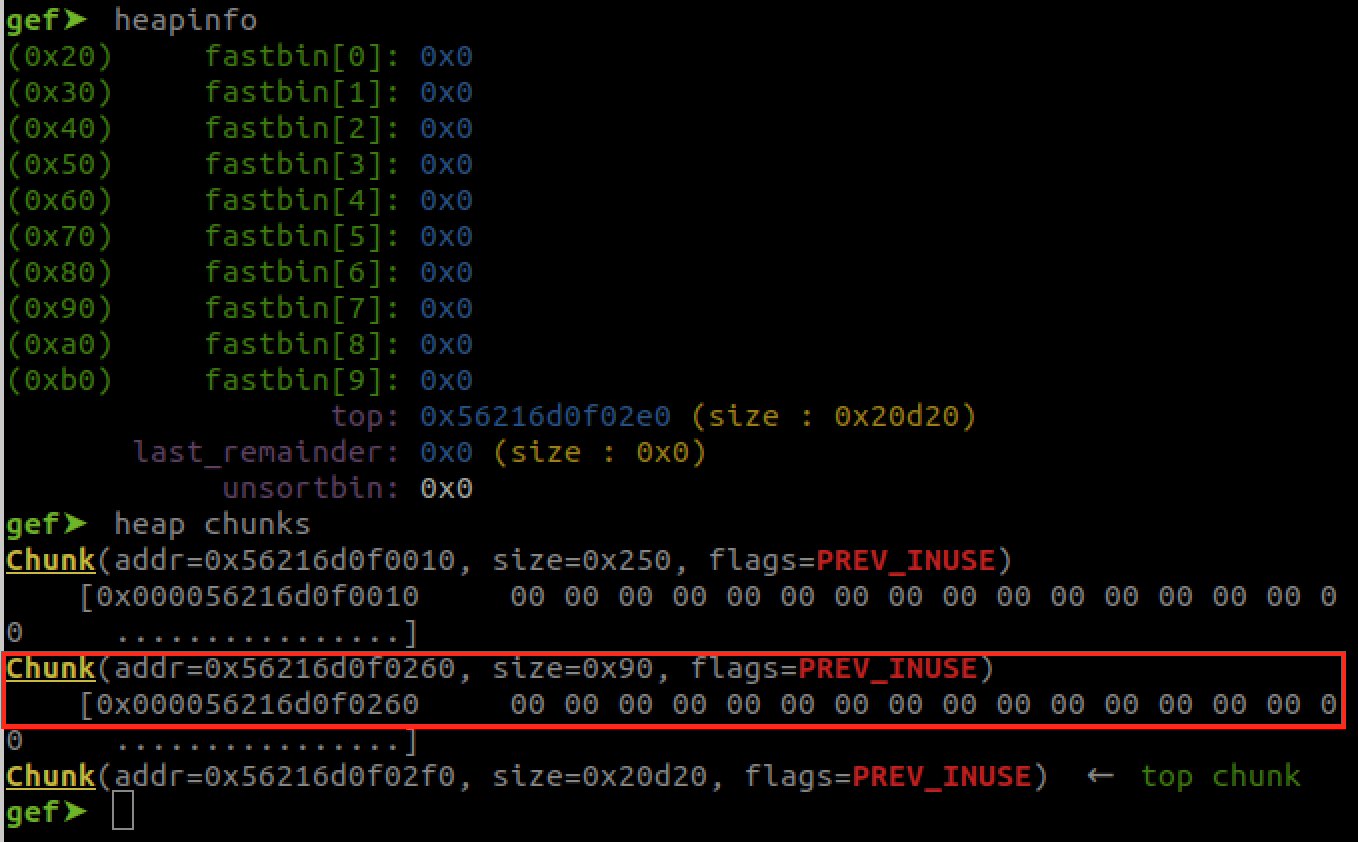 gef➤ heapinfo
(0x20) fastbin[0]: 0x0
(0x30) fastbin[1]: 0x0
(0x40) fastbin[2]: 0x0
(0x50) fastbin[3]: 0x0
(0x60) fastbin[4]: 0x0
(0x70) fastbin[5]: 0x0
(0x80) fastbin[6]: 0x0
(0x90) fastbin[7]: 0x0
(0xa0) fastbin[8]: 0x0
(0xb0) fastbin[9]: 0x0
top: 0x56216d0f02e0 (size : 0x20d20)
last_remainder: 0x0 (size : 0x0)
unsortbin: 0x0
gef➤ heap chunks
Chunk(addr=0x56216d0f0010, size=0x250, flags=PREV_INUSE)
[0x000056216d0f0010 00 00 00 00 00 00 00 00 00 00 00 00 00 00 00 0
0 ................]
Chunk(addr=0x56216d0f0260, size=0x90, flags=PREV_INUSE)
[0x000056216d0f0260 00 00 00 00 00 00 00 00 00 00 00 00 00 00 00 0
0 ................]
Chunk(addr=0x56216d0f02f0, size=0x20d20, flags=PREV_INUSE) ← top chunk
gef➤